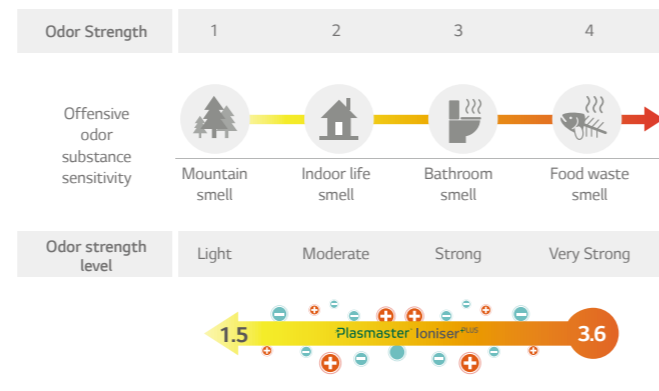 Odor Strength 1 2 3 4
Offensive
odor
substance
sensitivity
Mountain
smell
Indoor life
smell
Bathroom
smell
Food waste
smell
Odor strength
level
Light Moderate Strong Very Strong
1.5 Plasmaster Ioniser PLUS 3.6